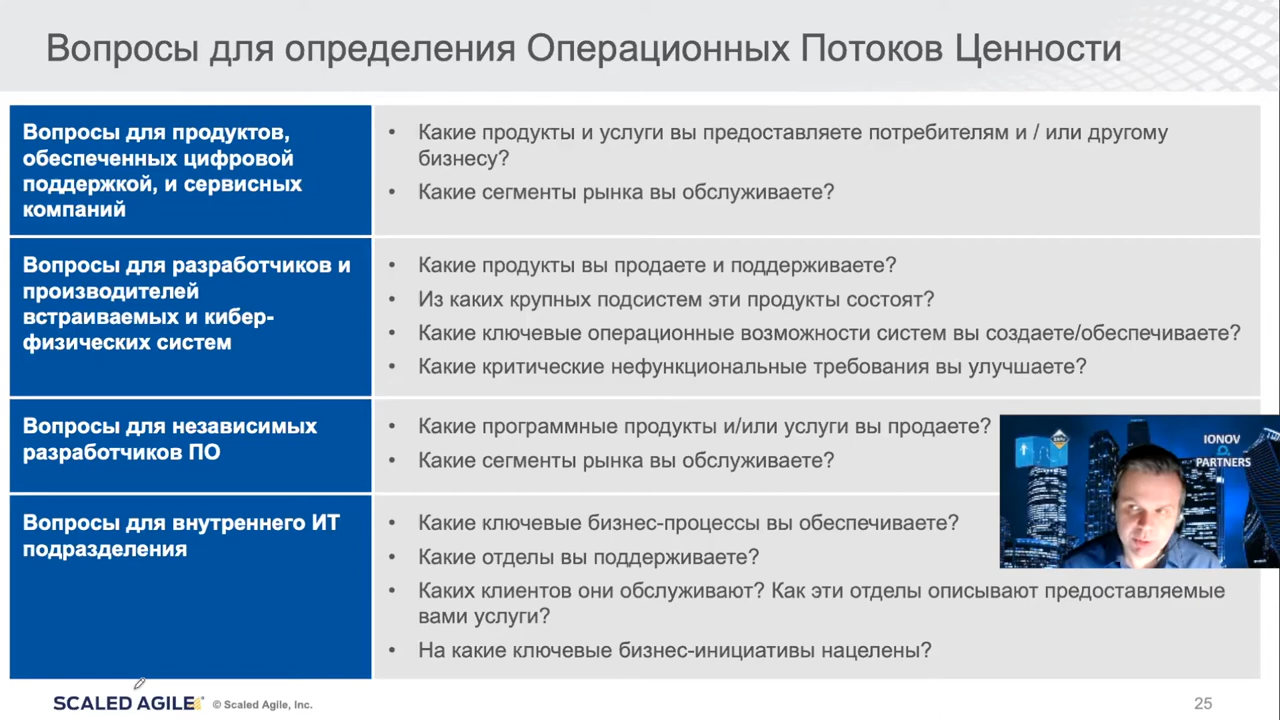 Вопросы для определения Операционных Потоков Ценности
Вопросы для продуктов,
обеспеченных цифровой
поддержкой, и сервисных
компаний
• Какие продукты и услуги вы предоставляете потребителям и / или другому
бизнесу?
• Какие сегменты рынка вы обслуживаете?
Вопросы для разработчиков и
производителей
встраиваемых и кибер-
физических систем
• Какие продукты вы продаете и поддерживаете?
• Из каких крупных подсистем эти продукты состоят?
• Какие ключевые операционные возможности систем вы создаете/обеспечиваете?
• Какие критические нефункциональные требования вы улучшаете?
Вопросы для независимых
разработчиков ПО
• Какие программные продукты и/или услуги вы продаете?
• Какие сегменты рынка вы обслуживаете?
IONOV
PARTNERS
Вопросы для внутреннего ИТ
подразделения
• Какие ключевые бизнес-процессы вы обеспечиваете?
• Какие отделы вы поддерживаете?
• Каких клиентов они обслуживают? Как эти отделы описывают предоставляемые
вами услуги?
• На какие ключевые бизнес-инициативы нацелены?
SCALED AGILE
© Scaled Agile, Inc.
25